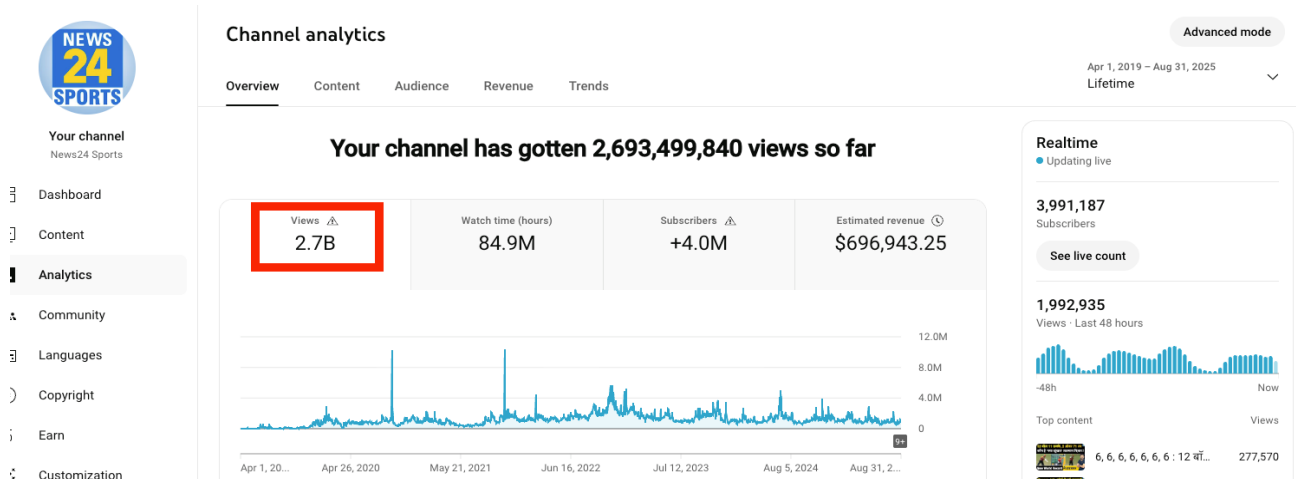 NEWS
24
SPORTS
Your channel
News24 Sports
Dashboard
Content
Analytics
Community
Languages
Copyright
Earn
Customization
Channel analytics
Advanced mode
Overview Content Audience Revenue Trends
Apr 1, 2019 – Aug 31, 2025
Lifetime
Your channel has gotten 2,693,499,840 views so far
Views Watch time (hours) Subscribers Estimated revenue
2.7B 84.9M +4.0M $696,943.25
12.0M
8.0M
4.0M
0
9+
Apr 1, 20... Apr 26, 2020 May 21, 2021 Jun 16, 2022 Jul 12, 2023 Aug 5, 2024 Aug 31, 2...
Realtime
Updating live
3,991,187
Subscribers
See live count
1,992,935
Views · Last 48 hours
-48h Now
Top content Views
6, 6, 6, 6, 6, 6, 6 : 12 बॉ... 277,570